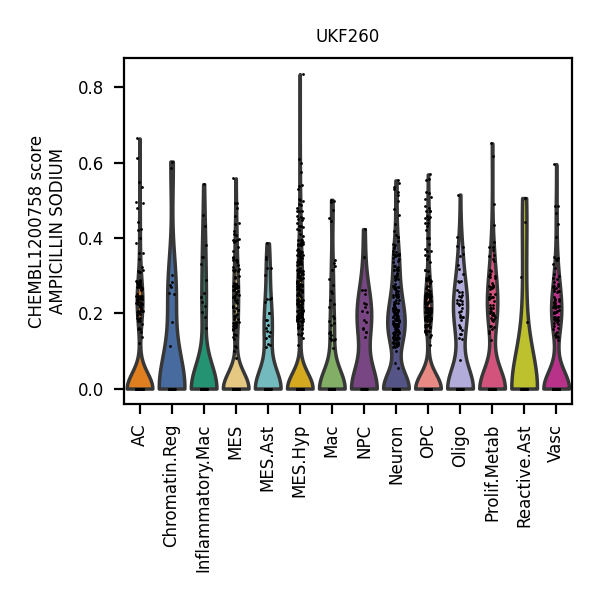 UKF260
CHEMBL1200758 score
AMPICILLIN SODIUM
0.8
0.6
0.4
0.2
0.0
AC
Chromatin.Reg
Inflammatory.Mac
MES
MES.Ast
MES.Hyp
Mac
NPC
Neuron
OPC
Oligo
Prolif.Metab
Reactive.Ast
Vasc